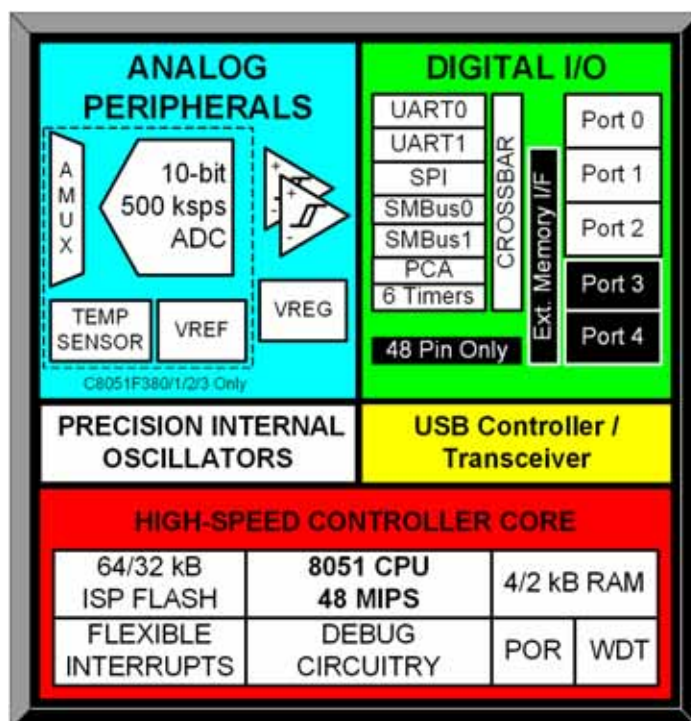 ANALOG
PERIPHERALS
AMUX
10-bit
500 ksps
ADC
+
-
+
-
TEMP
SENSOR
VREF
VREG
C8051F380/1/2/3 Only
DIGITAL I/O
UART0
UART1
SPI
SMBus0
SMBus1
PCA
6 Timers
CROSSBAR
Ext. Memory I/F
Port 0
Port 1
Port 2
Port 3
Port 4
48 Pin Only
PRECISION INTERNAL
OSCILLATORS
USB Controller /
Transceiver
HIGH-SPEED CONTROLLER CORE
64/32 kB
ISP FLASH
8051 CPU
48 MIPS
4/2 kB RAM
FLEXIBLE
INTERRUPTS
DEBUG
CIRCUITRY
POR
WDT